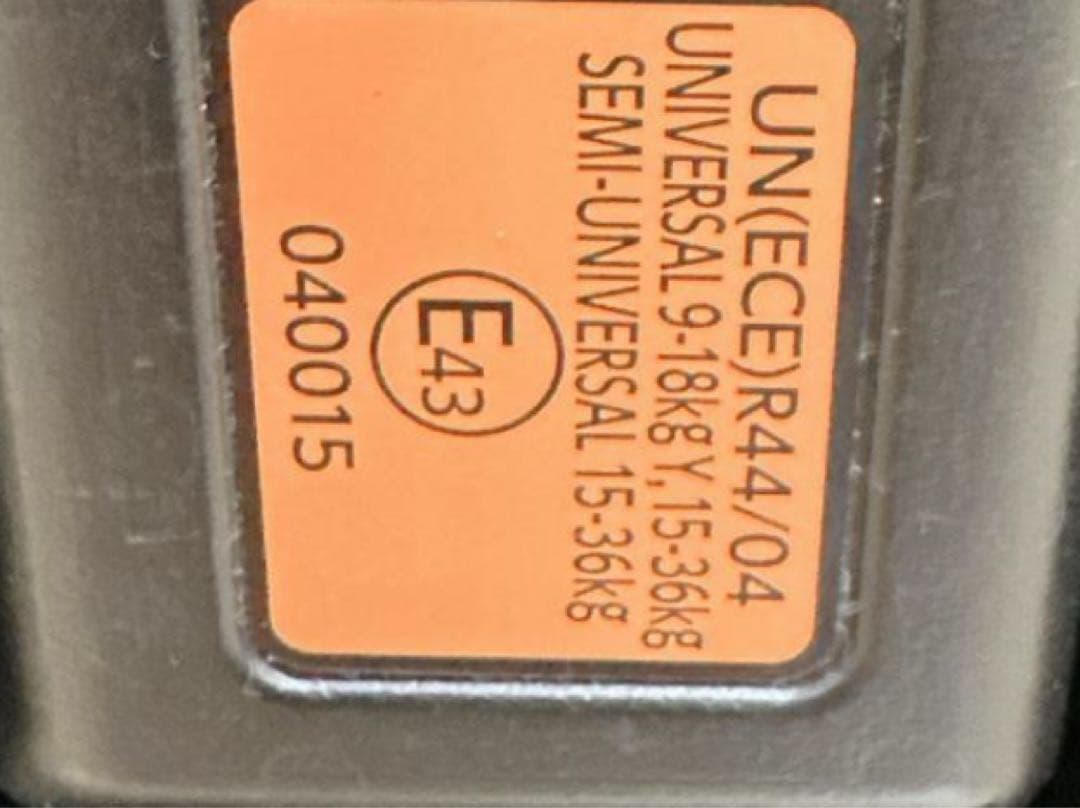 UN(ECE)R44/04
UNIVERSAL 9-18kg Y, 15-36kg
SEMI-UNIVERSAL 15-36kg
E43
040015